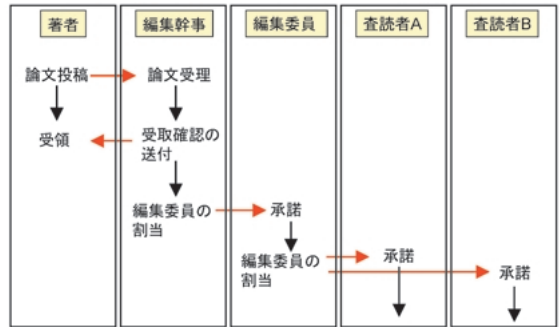 著者
編集幹事
編集委員
査読者A
査読者B
論文投稿
論文受理
受領
受取確認の
送付
編集委員の
割当
承諾
編集委員の
割当
承諾
承諾